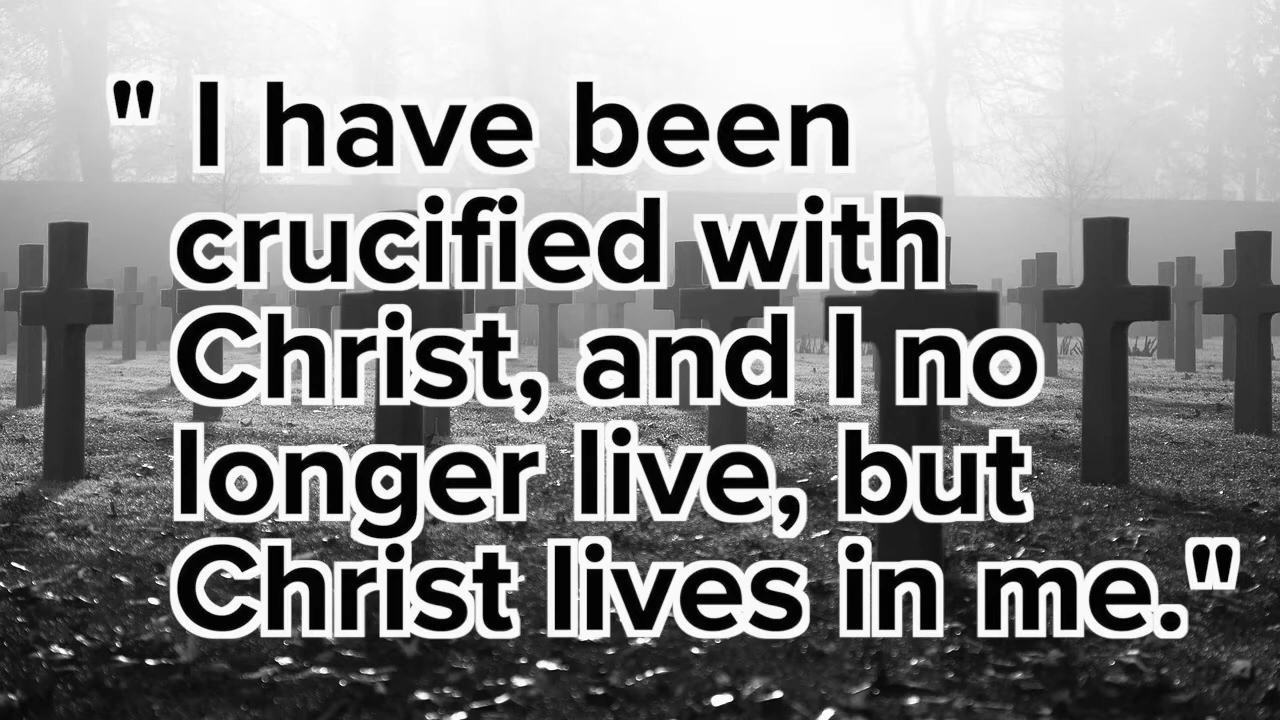 " I have been
crucified with
Christ, and I no
longer live, but
Christ lives in me."